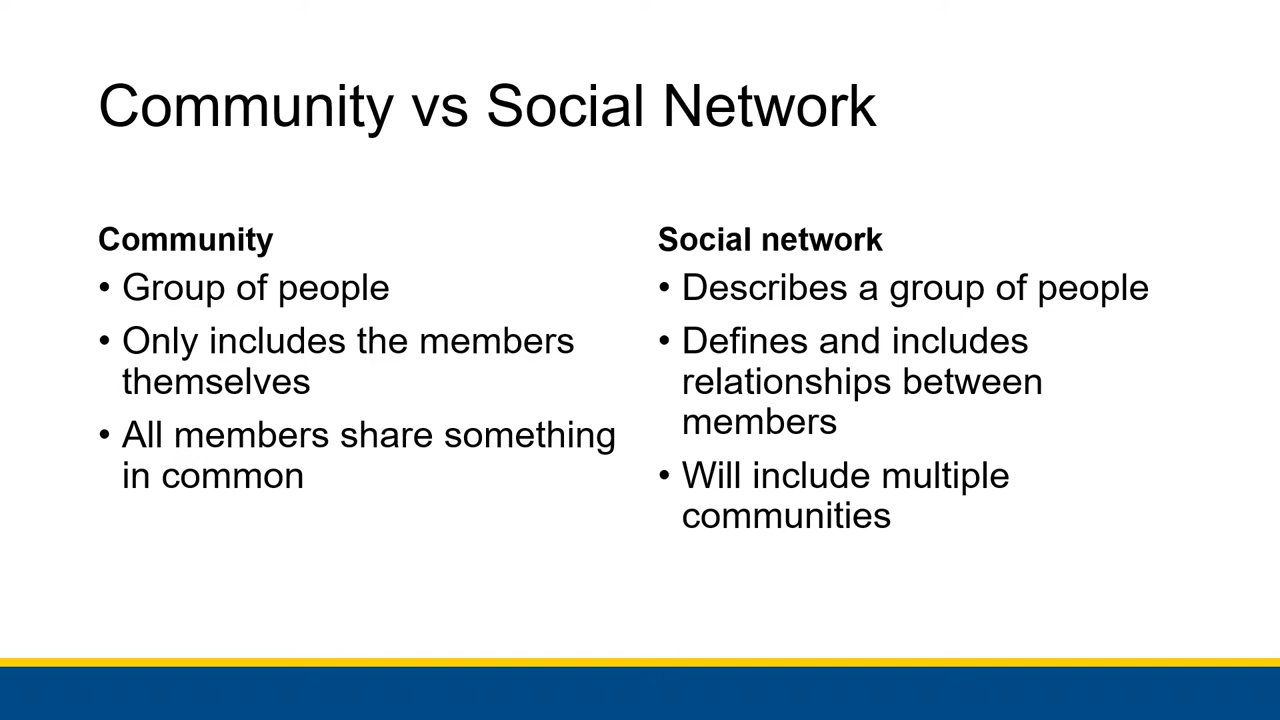 Community vs Social Network
Community
• Group of people
• Only includes the members
themselves
• All members share something
in common
Social network
• Describes a group of people
• Defines and includes
relationships between
members
• Will include multiple
communities